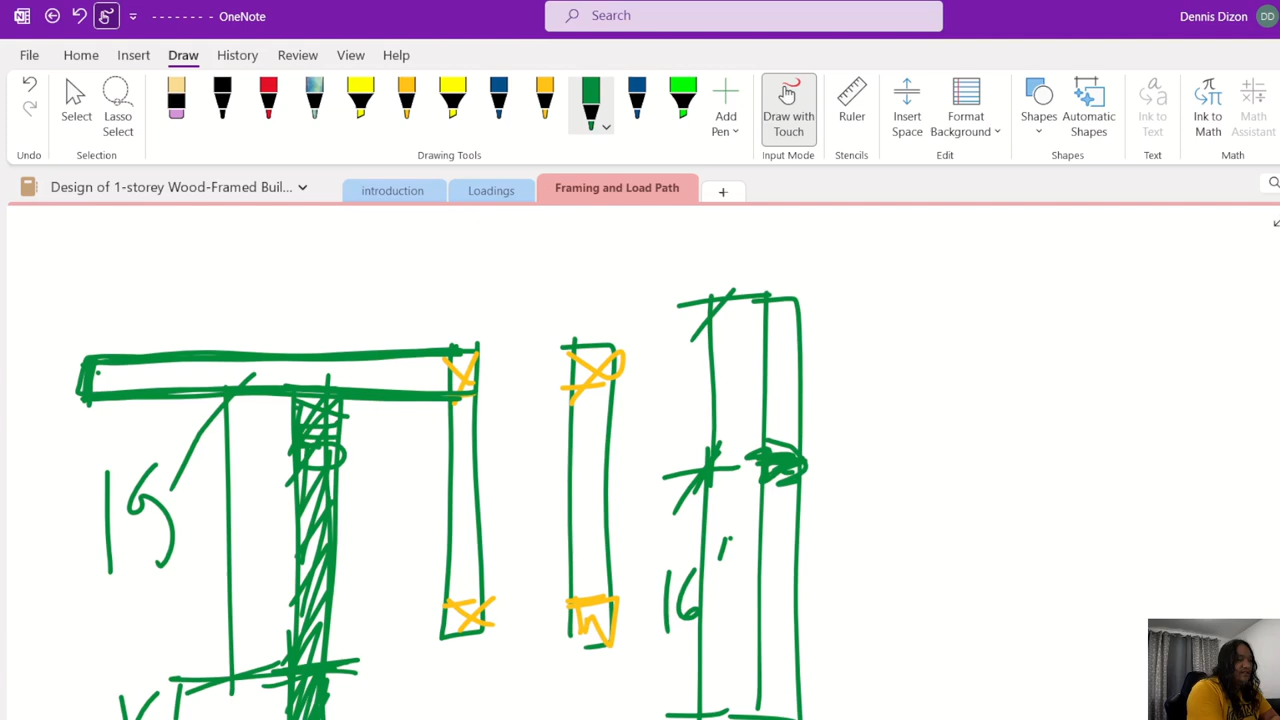 ------- - OneNote
Search
Dennis Dizon DD
File Home Insert Draw History Review View Help
Select
Lasso Select
Add Pen
Draw with Touch
Ruler
Insert Space
Format Background
Shapes
Automatic Shapes
Ink to Text
Ink to Math
Math Assistant
Undo Selection Drawing Tools Input Mode Stencils Edit Shapes Text Math
Design of 1-storey Wood-Framed Buil... introduction Loadings Framing and Load Path +
15
16'